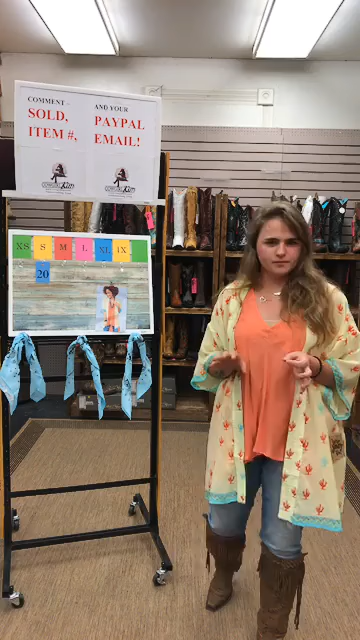 COMMENT - AND YOUR
SOLD, PAYPAL
ITEM #, EMAIL!
XS S M L XL 1X
20